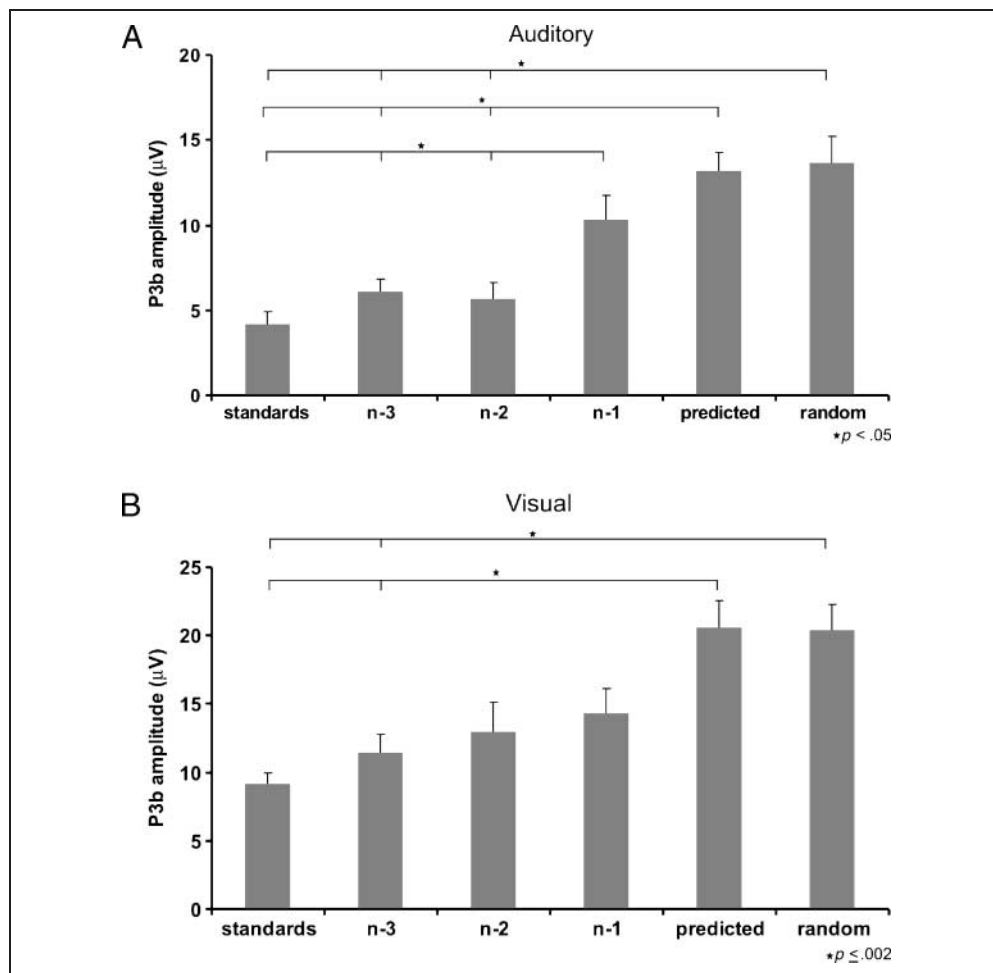 A
Auditory
P3b amplitude (µV)
20
15
10
5
0
★
★
★
standards n-3 n-2 n-1 predicted random
★p < .05
B
Visual
P3b amplitude (µV)
25
20
15
10
5
0
★
★
standards n-3 n-2 n-1 predicted random
★p ≤ .002